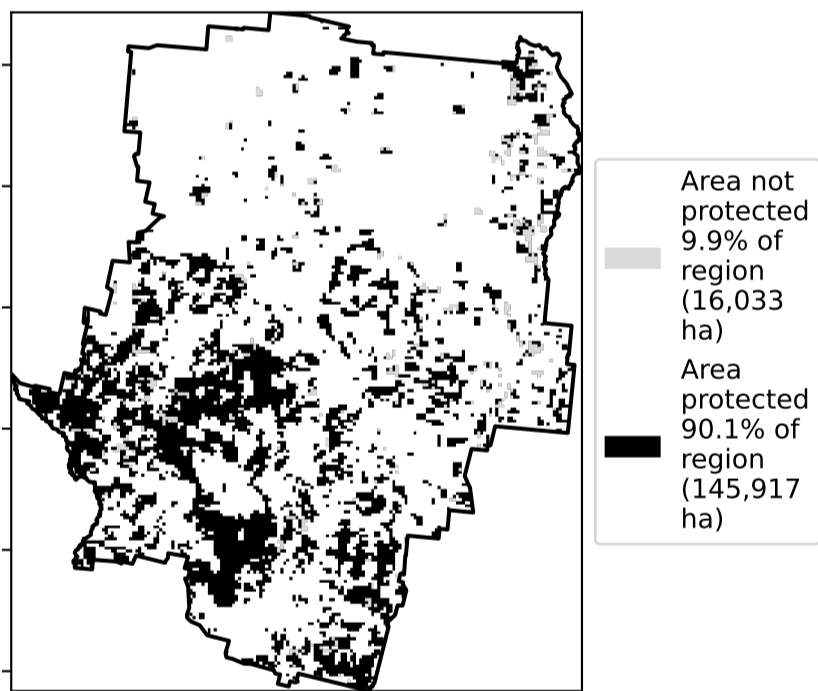 Area not
protected
9.9% of
region
(16,033
ha)
Area
protected
90.1% of
region
(145,917
ha)